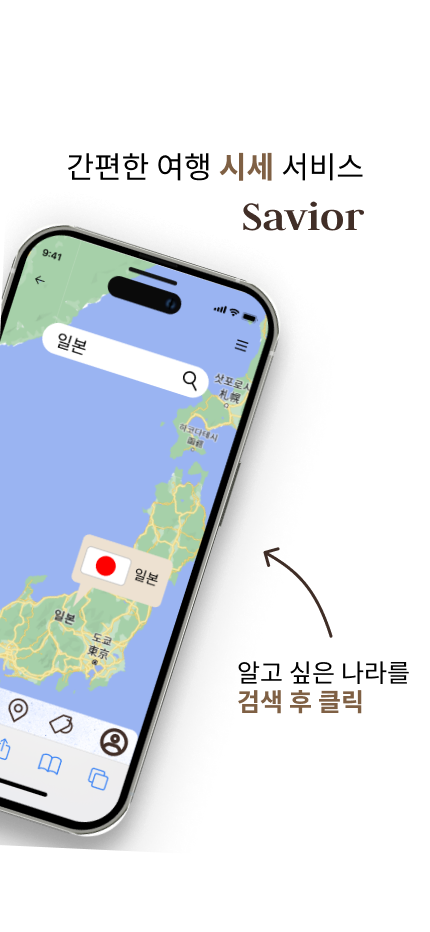 간편한 여행 시세 서비스
Savior
9:41
일본
삿포로시
札幌
하코다테시
函館
일본
일본
도쿄
東京
알고 싶은 나라를
검색 후 클릭